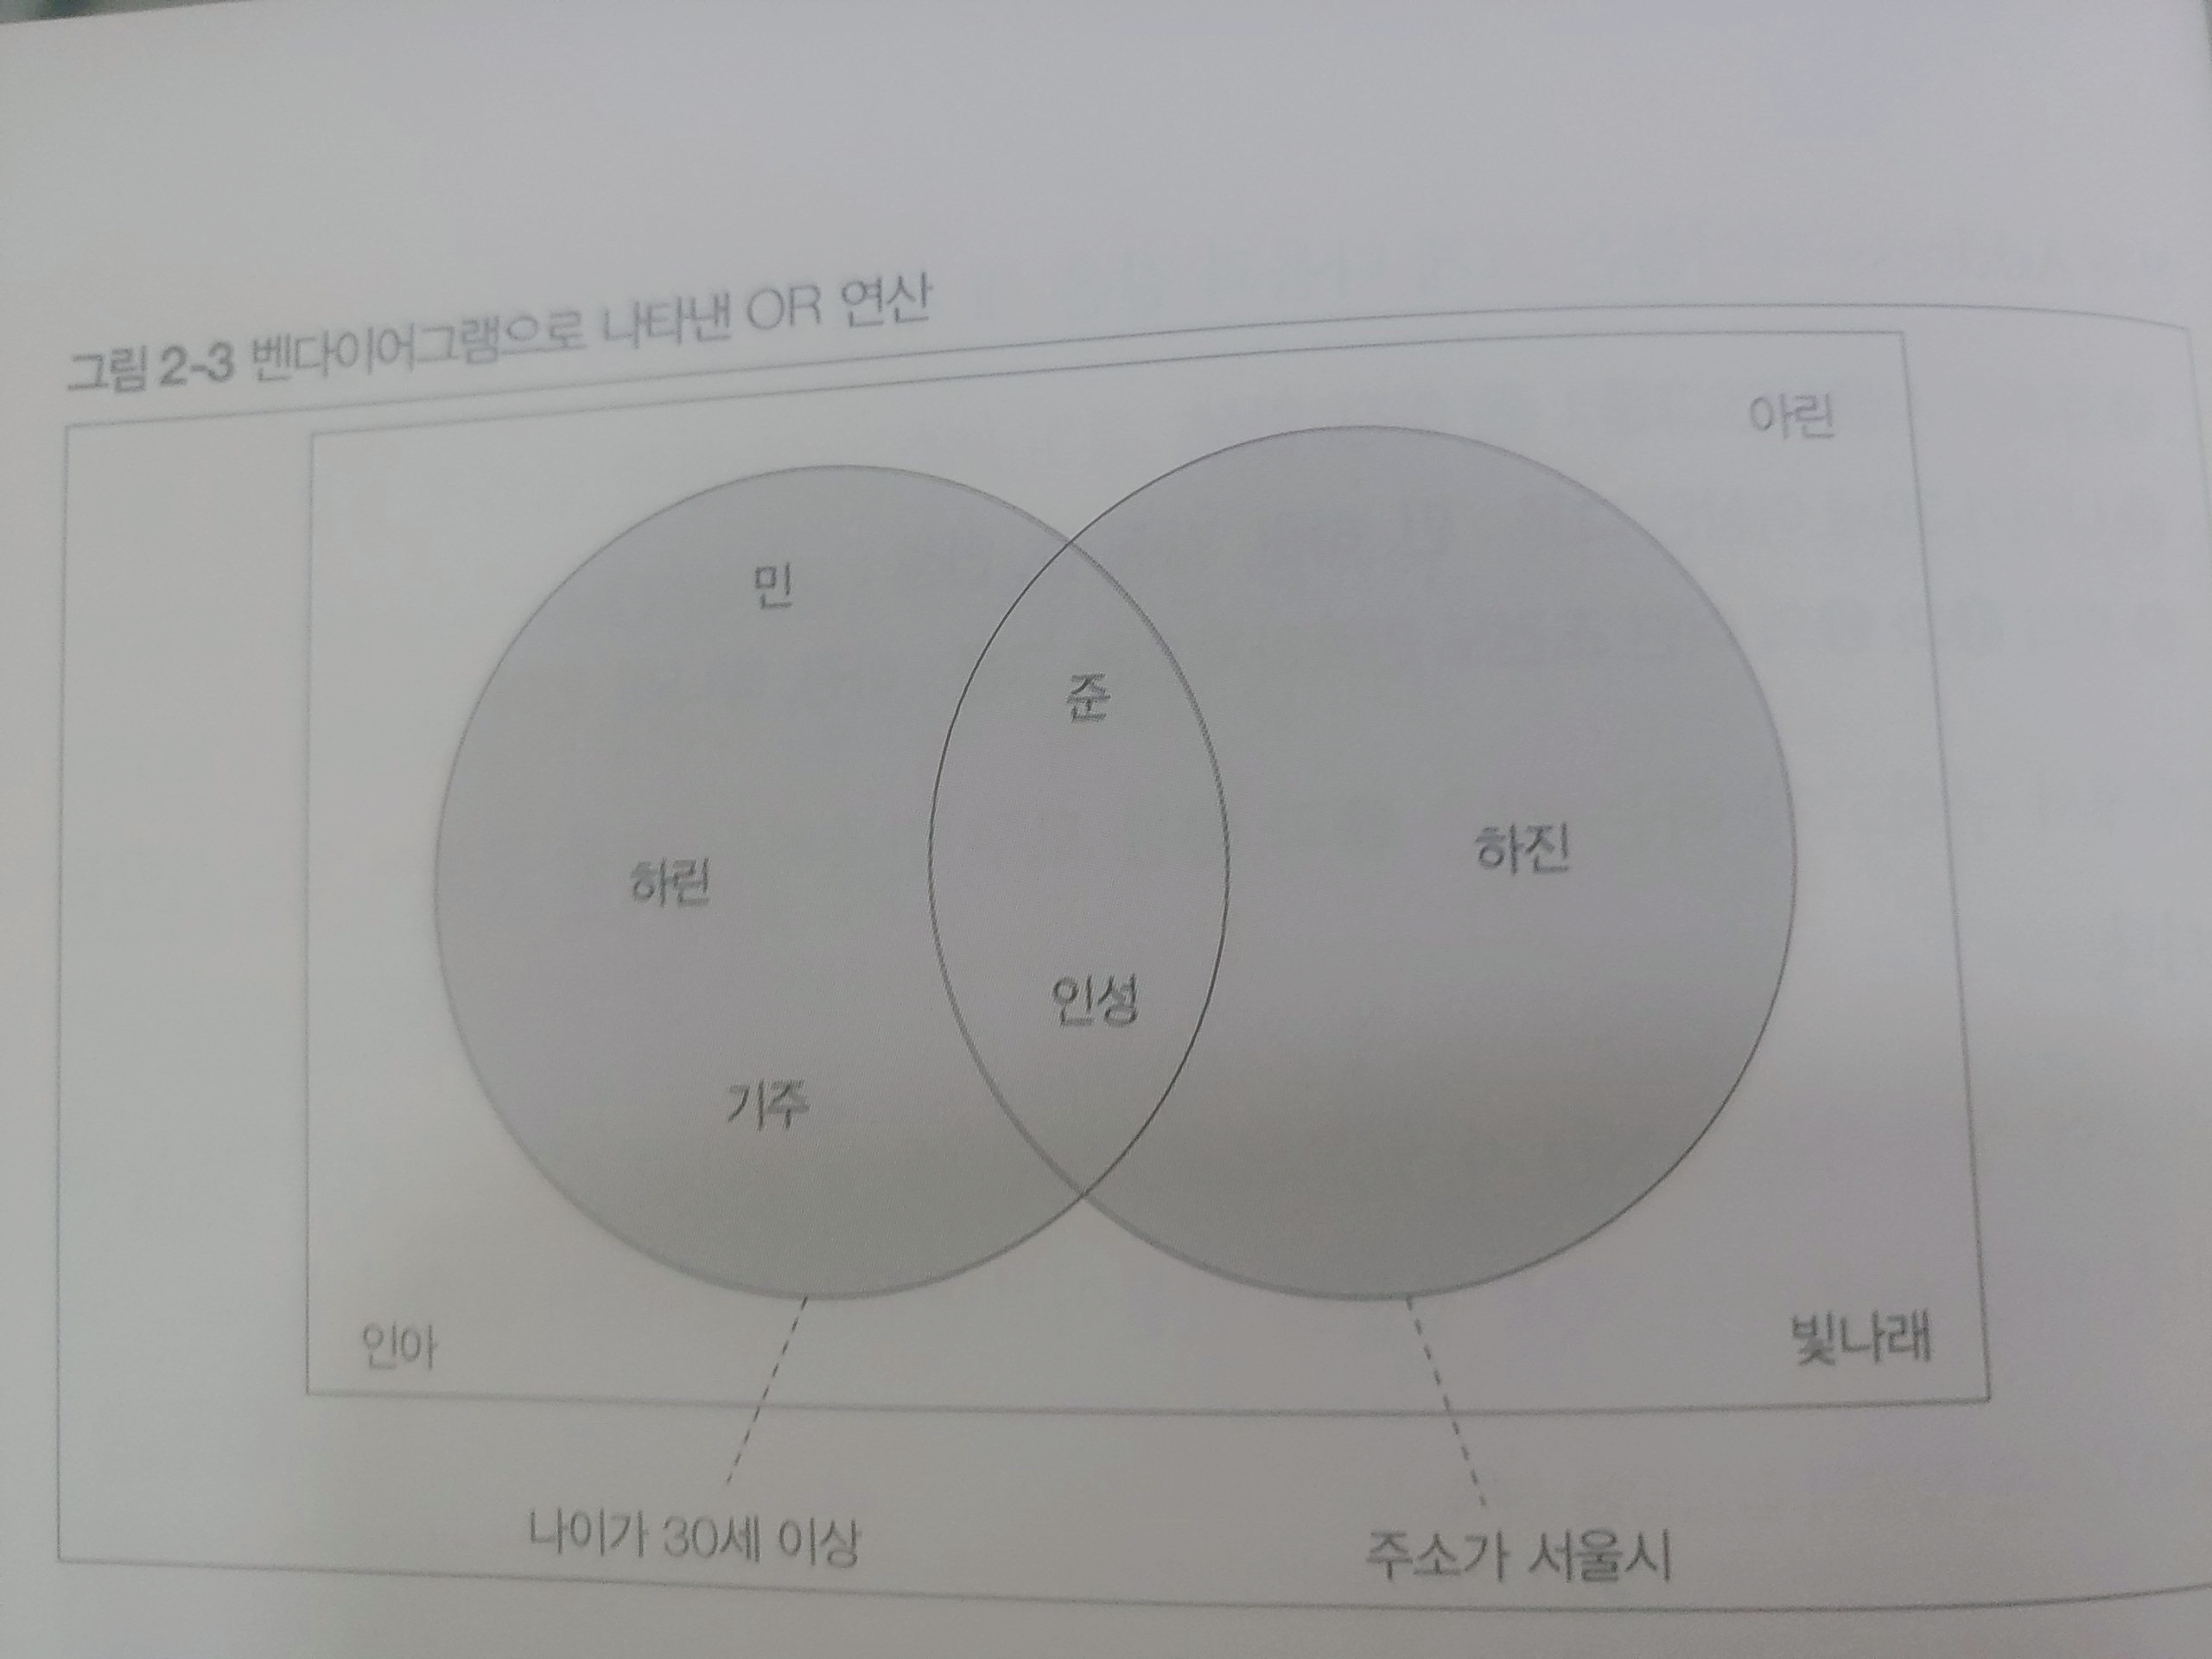 그림 2-3 벤다이어그램으로 나타낸 OR 연산
아린
민
준
하린
하진
인성
기주
인아
빛나래
나이가 30세 이상
주소가 서울시